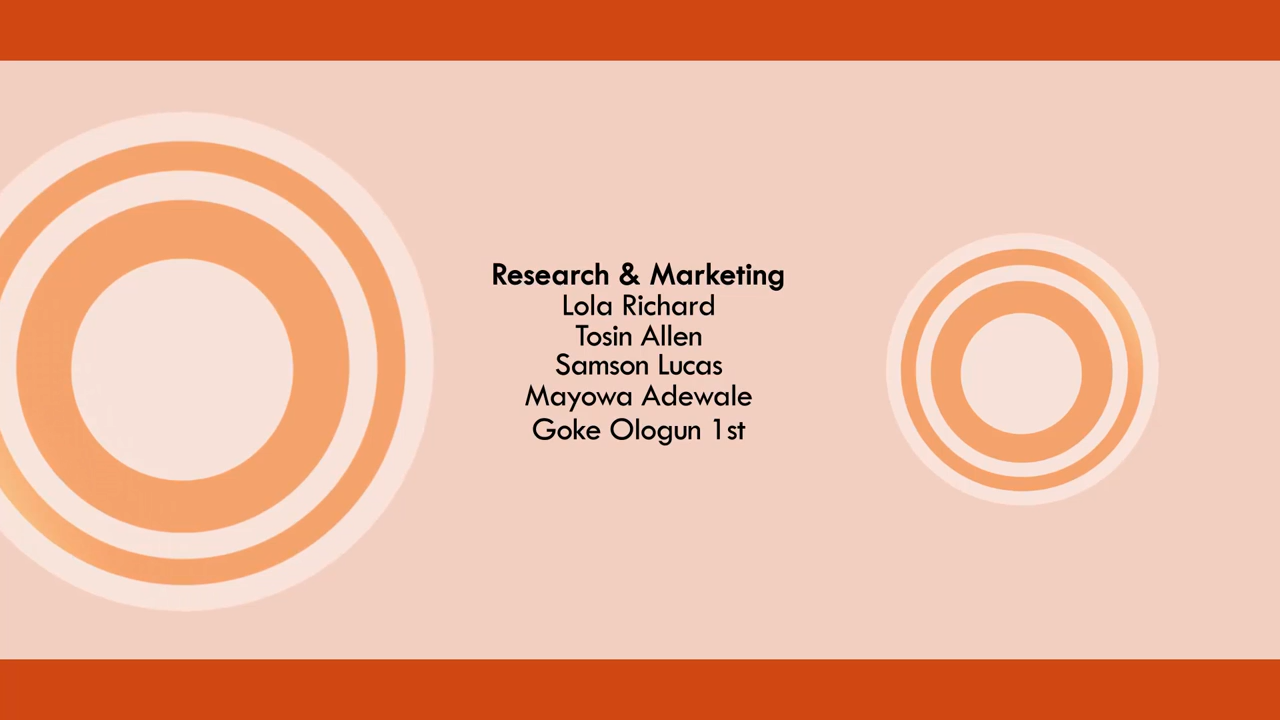 Research & Marketing
Lola Richard
Tosin Allen
Samson Lucas
Mayowa Adewale
Goke Ologun 1st